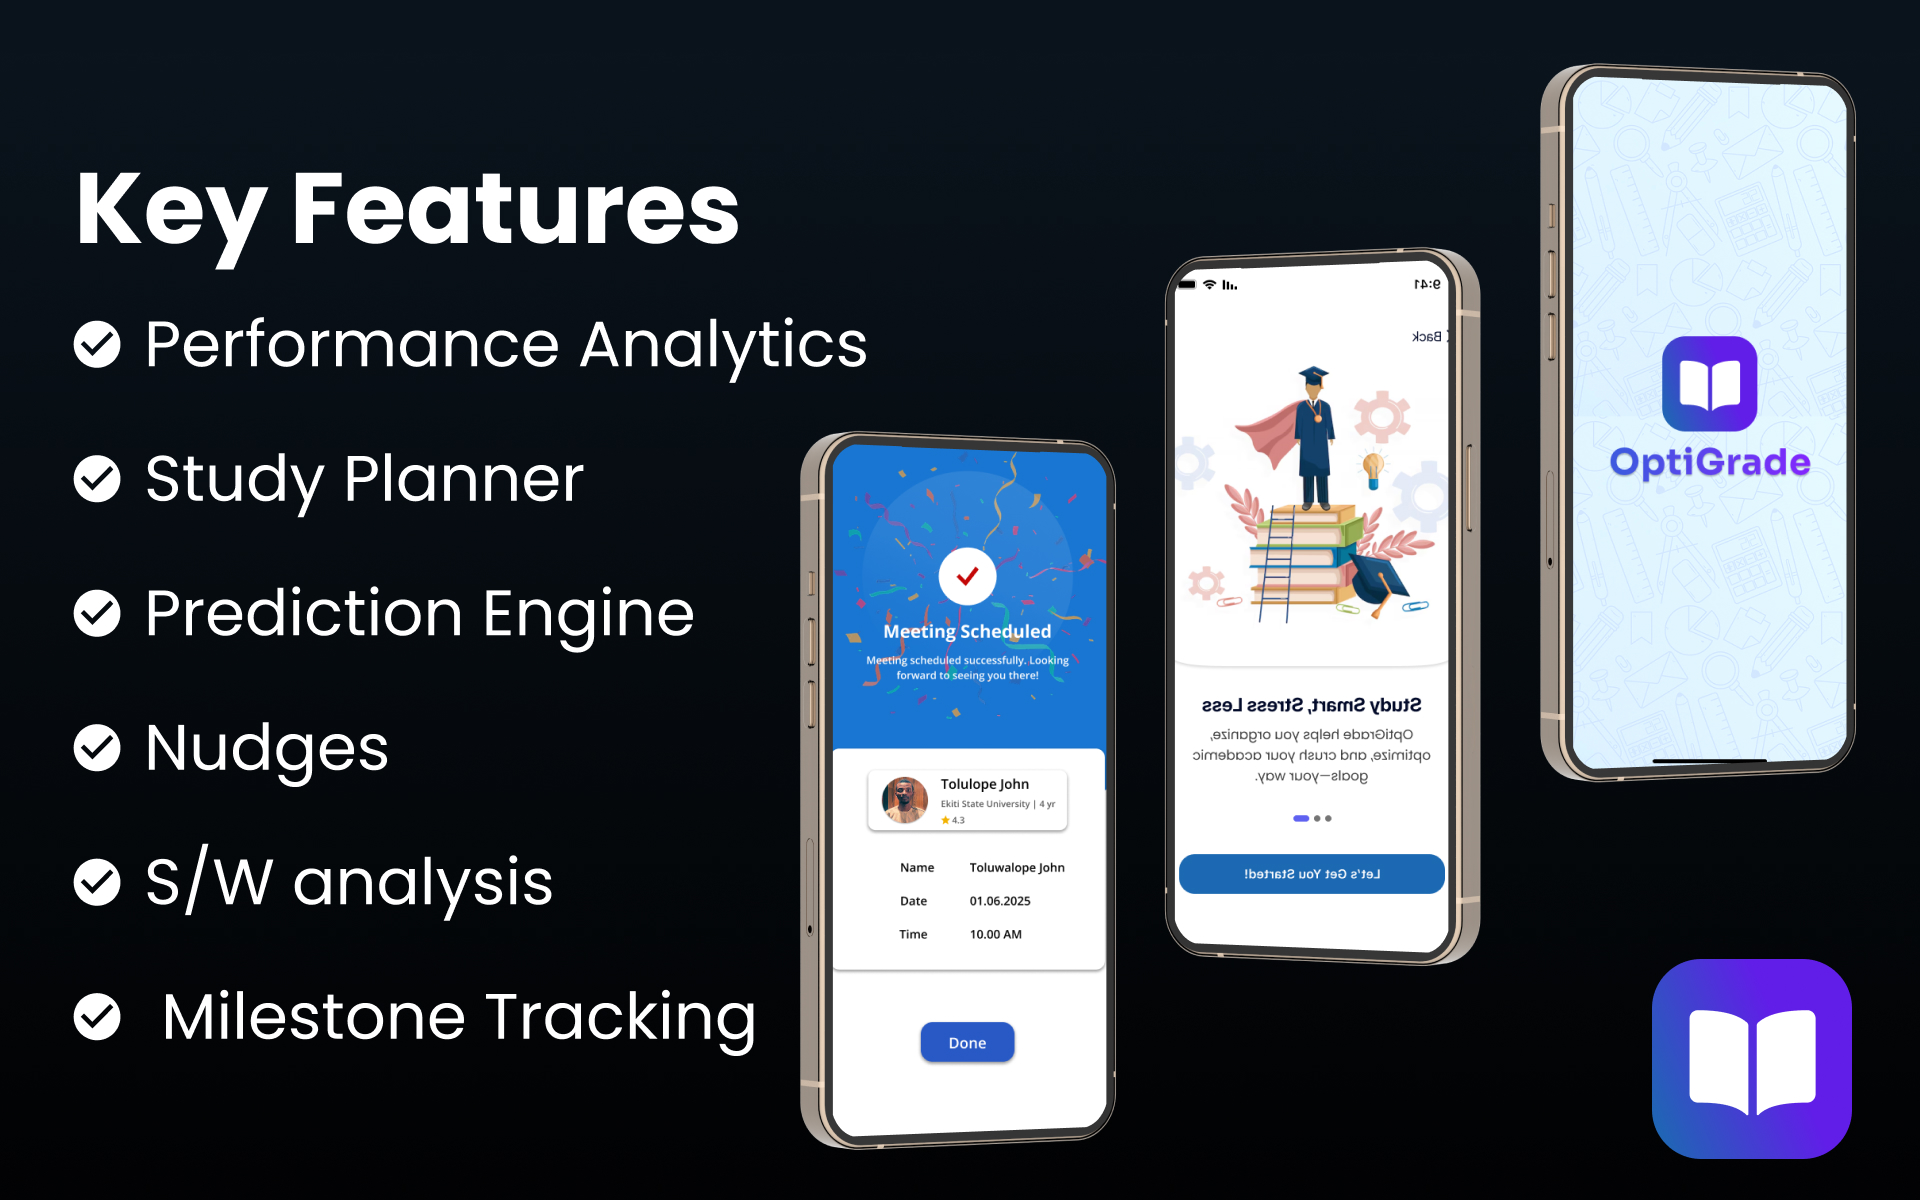 Key Features
Performance Analytics
Study Planner
Prediction Engine
Nudges
S/W analysis
Milestone Tracking
Meeting Scheduled
Meeting scheduled successfully. Looking
forward to seeing you there!
Tolulope John
Ekiti State University | 4 yr
4.3
Name Toluwalope John
Date 01.06.2025
Time 10.00 AM
Done
9:41
Back
Study Smart, Stress Less
OptiGrade helps you organize,
optimize, and crush your academic
goals—your way.
Let's Get You Started!
OptiGrade